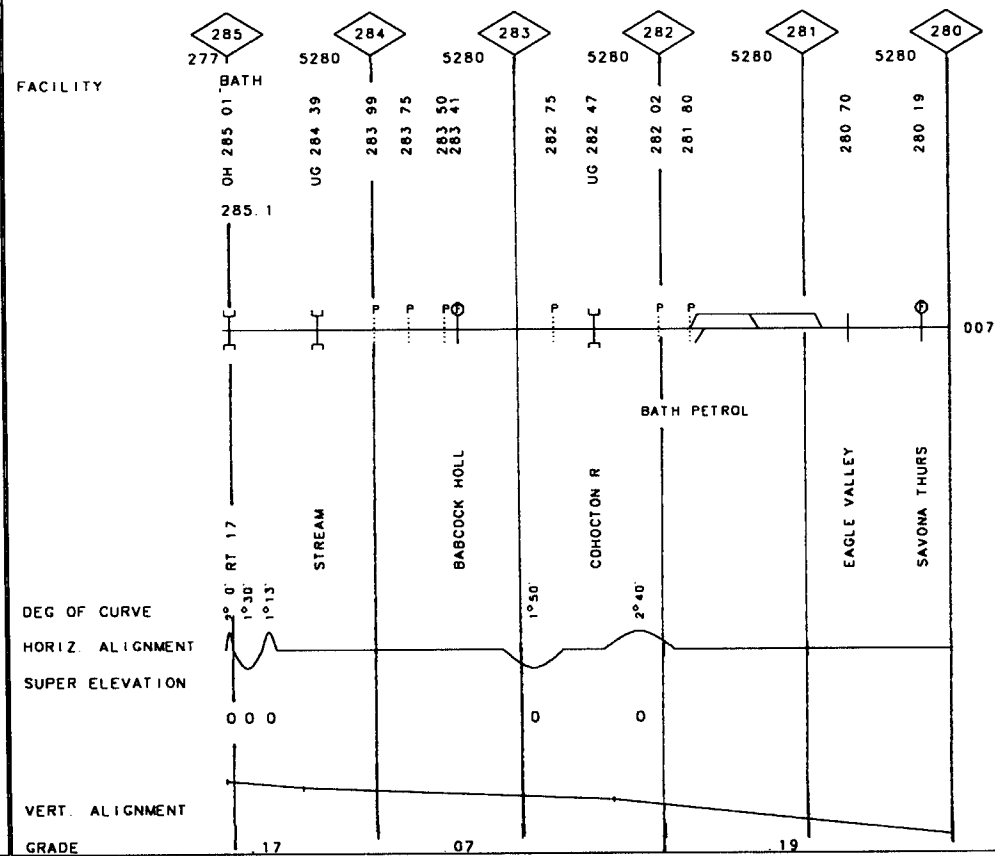 285 284 283 282 281 280
277 5280 5280 5280 5280 5280
FACILITY
BATH
OH 285 01
UG 284 39
283 99
283 75
283 50
283 41
282 75
UG 282 47
282 02
281 80
280 70
280 19
285.1
P P P F P P P F
007
BATH PETROL
RT 17
STREAM
BABCOCK HOLL
COHOCTON R
EAGLE VALLEY
SAVONA THURS
DEG OF CURVE
2° 0' 1°30' 1°13' 1°50' 2°40'
HORIZ. ALIGNMENT
SUPER ELEVATION
0 0 0 0 0
VERT. ALIGNMENT
GRADE .17 .07 .19